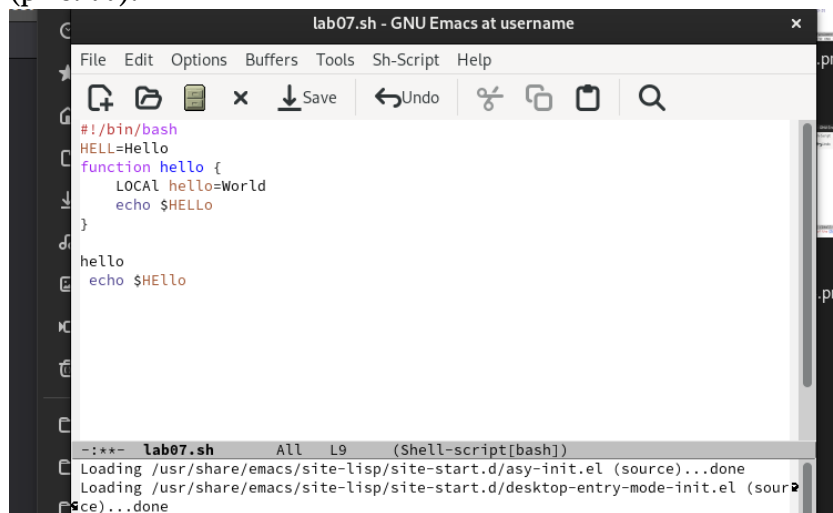 lab07.sh - GNU Emacs at username
File Edit Options Buffers Tools Sh-Script Help
Save Undo
#!/bin/bash
HELL=Hello
function hello {
    LOCAl hello=World
    echo $HELLo
}
hello
 echo $HEllo
-:**- lab07.sh All L9 (Shell-script[bash])
Loading /usr/share/emacs/site-lisp/site-start.d/asy-init.el (source)...done
Loading /usr/share/emacs/site-lisp/site-start.d/desktop-entry-mode-init.el (sour
ce)...done